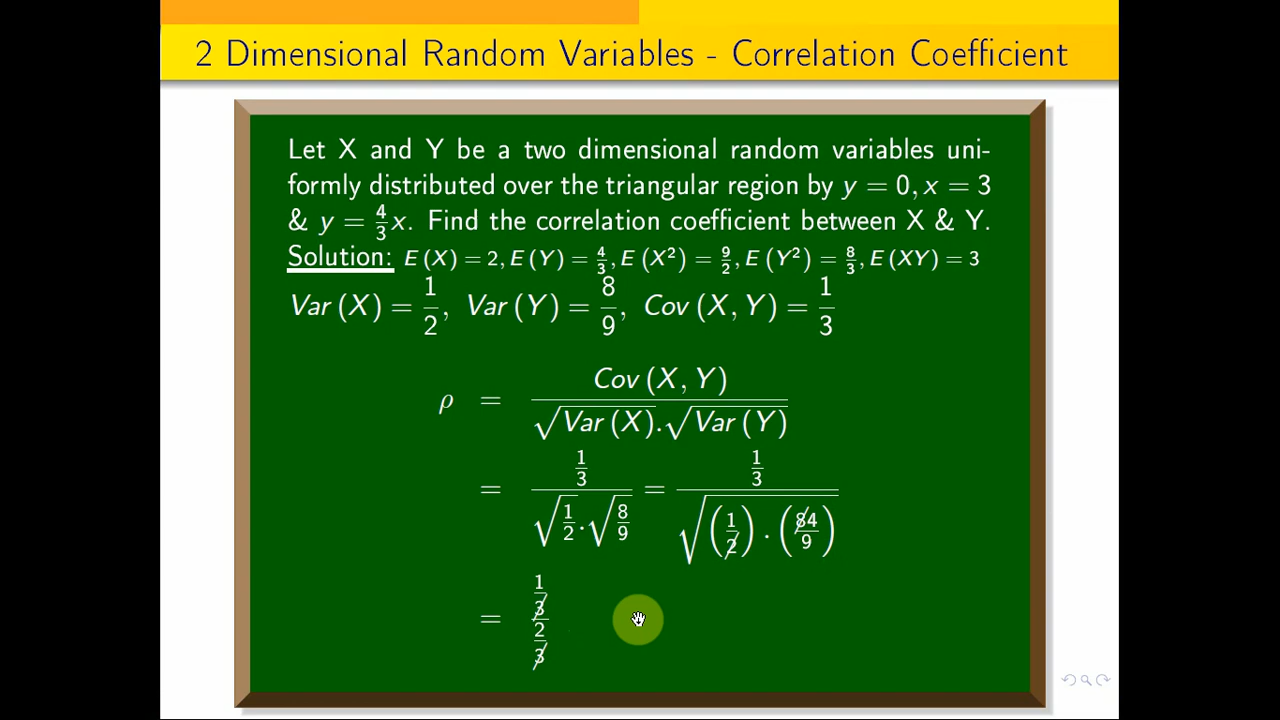 2 Dimensional Random Variables - Correlation Coefficient
Let X and Y be a two dimensional random variables uni-
formly distributed over the triangular region by y = 0, x = 3
& y = 4/3 x. Find the correlation coefficient between X & Y.
Solution: E (X) = 2, E (Y) = 4/3, E (X²) = 9/2, E (Y²) = 8/3, E (XY) = 3
Var (X) = 1/2, Var (Y) = 8/9, Cov (X, Y) = 1/3
ρ = Cov (X, Y) / √Var (X).√Var (Y)
= (1/3) / (√(1/2).√(8/9)) = (1/3) / √((1/2) · (84/9))
= (1/3) / (2/3)